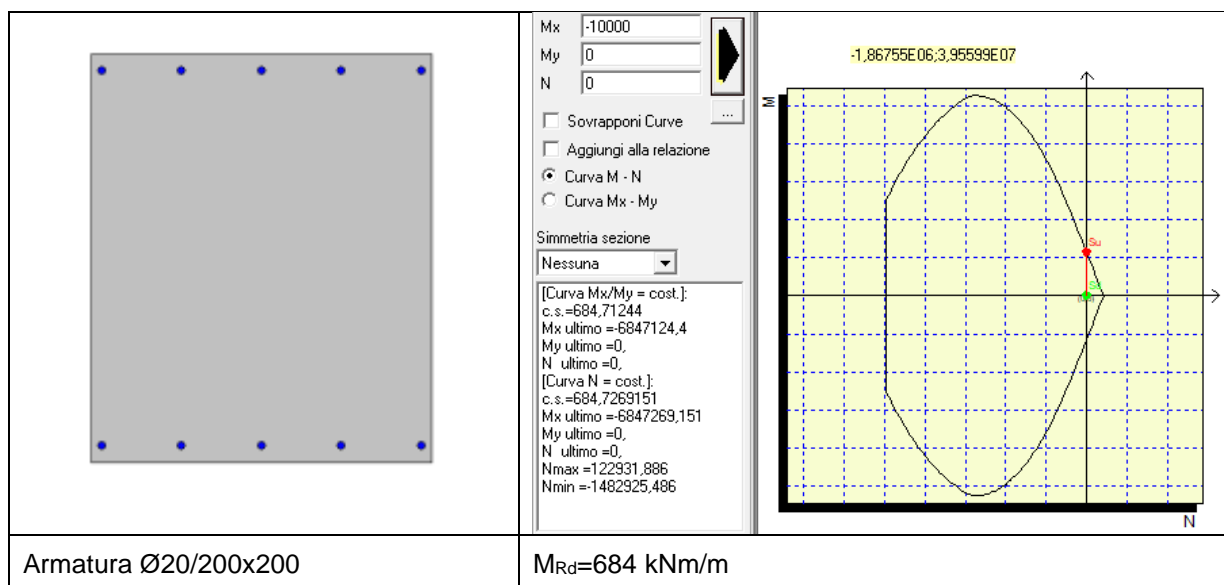 Mx -10000
My 0
N 0
...
Sovrapponi Curve
Aggiungi alla relazione
Curva M - N
Curva Mx - My
Simmetria sezione
Nessuna
[Curva Mx/My = cost.]:
c.s.=684,71244
Mx ultimo =-6847124,4
My ultimo =0,
N ultimo =0,
[Curva N = cost.]:
c.s.=684,7269151
Mx ultimo =-6847269,151
My ultimo =0,
N ultimo =0,
Nmax =122931,886
Nmin =-1482925,486
-1,86755E06;3,95599E07
M
Su
N
Armatura Ø20/200x200
MRd=684 kNm/m